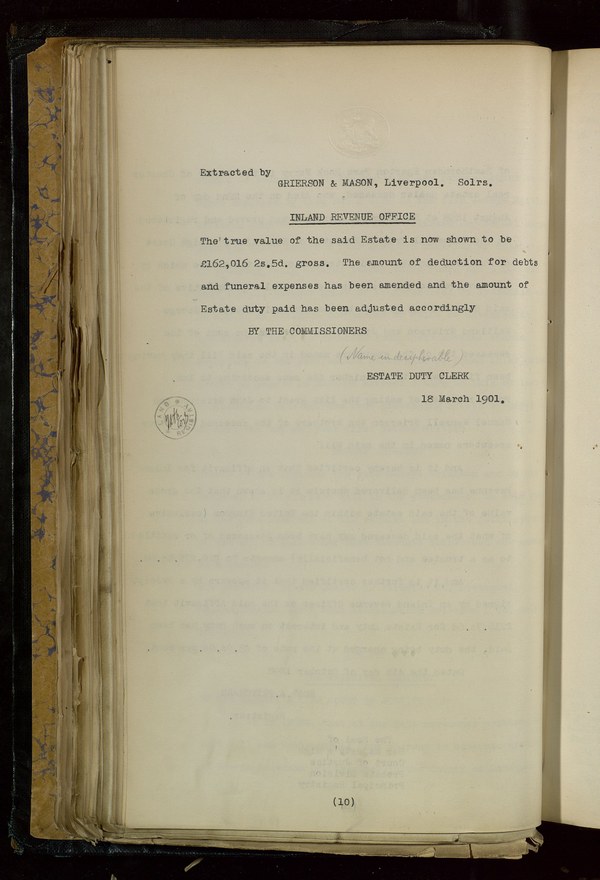 Extracted by
GRIERSON & MASON, Liverpool. Solrs.
INLAND REVENUE OFFICE
The true value of the said Estate is now shown to be
£162,016 2s.5d. gross. The amount of deduction for debts
and funeral expenses has been amended and the amount of
Estate duty paid has been adjusted accordingly
BY THE COMMISSIONERS
(Name indecipherable)
ESTATE DUTY CLERK
18 March 1901.
(10)